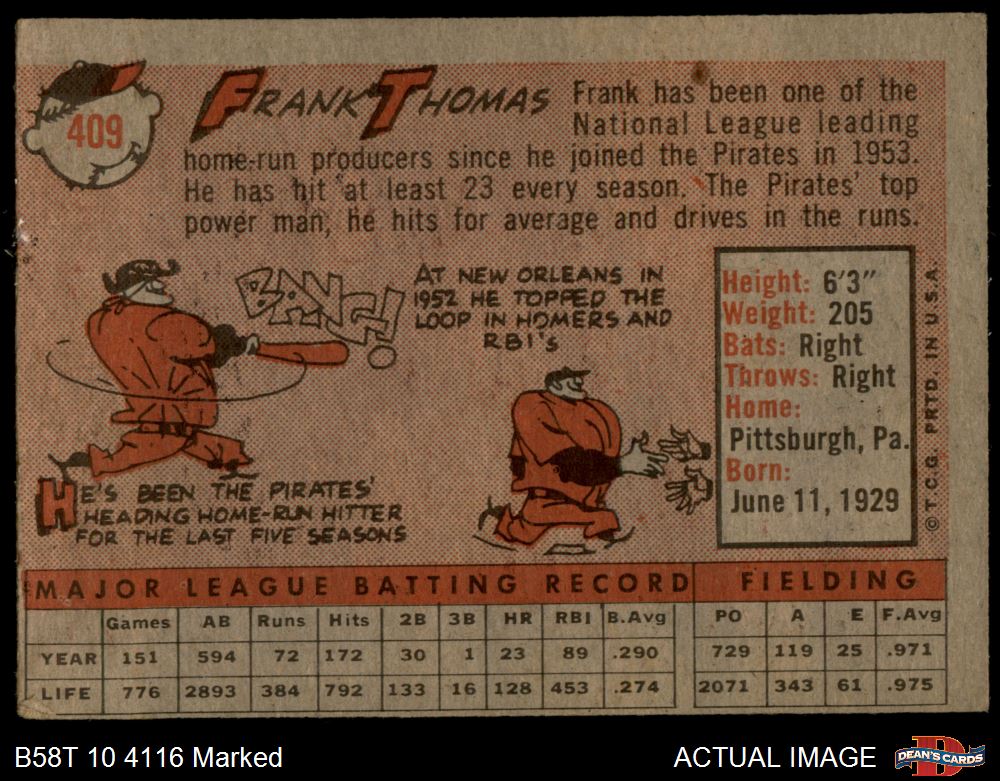 409
FRANK THOMAS
Frank has been one of the
National League leading
home-run producers since he joined the Pirates in 1953.
He has hit at least 23 every season. The Pirates' top
power man, he hits for average and drives in the runs.
BANG!
AT NEW ORLEANS IN
1952 HE TOPPED THE
LOOP IN HOMERS AND
RBI's
HE'S BEEN THE PIRATES'
HEADING HOME-RUN HITTER
FOR THE LAST FIVE SEASONS
Height: 6'3"
Weight: 205
Bats: Right
Throws: Right
Home:
Pittsburgh, Pa.
Born:
June 11, 1929
© T.C.G. PRTD. IN U.S.A.
MAJOR LEAGUE BATTING RECORD FIELDING
Games AB Runs Hits 2B 3B HR RBI B.Avg PO A E F.Avg
YEAR 151 594 72 172 30 1 23 89 .290 729 119 25 .971
LIFE 776 2893 384 792 133 16 128 453 .274 2071 343 61 .975
B58T 10 4116 Marked
ACTUAL IMAGE
DEAN'S CARDS